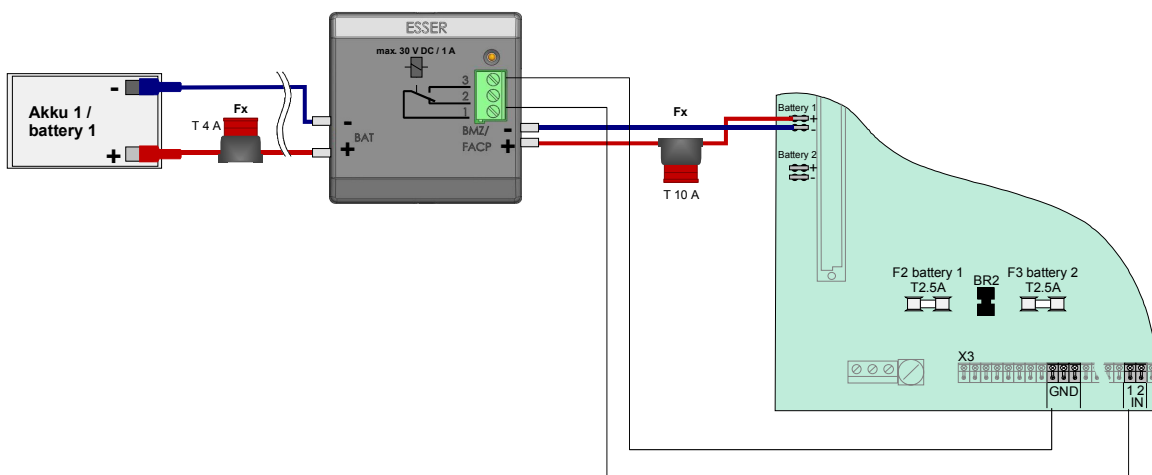 ESSER
max. 30 V DC / 1 A
3
2
1
-
BAT
+
BMZ/
FACP
-
+
Akku 1 /
battery 1
-
+
Fx
T 4 A
Fx
T 10 A
Battery 1
+
-
Battery 2
+
-
F2 battery 1
T2.5A
BR2
F3 battery 2
T2.5A
X3
GND
1 2
IN